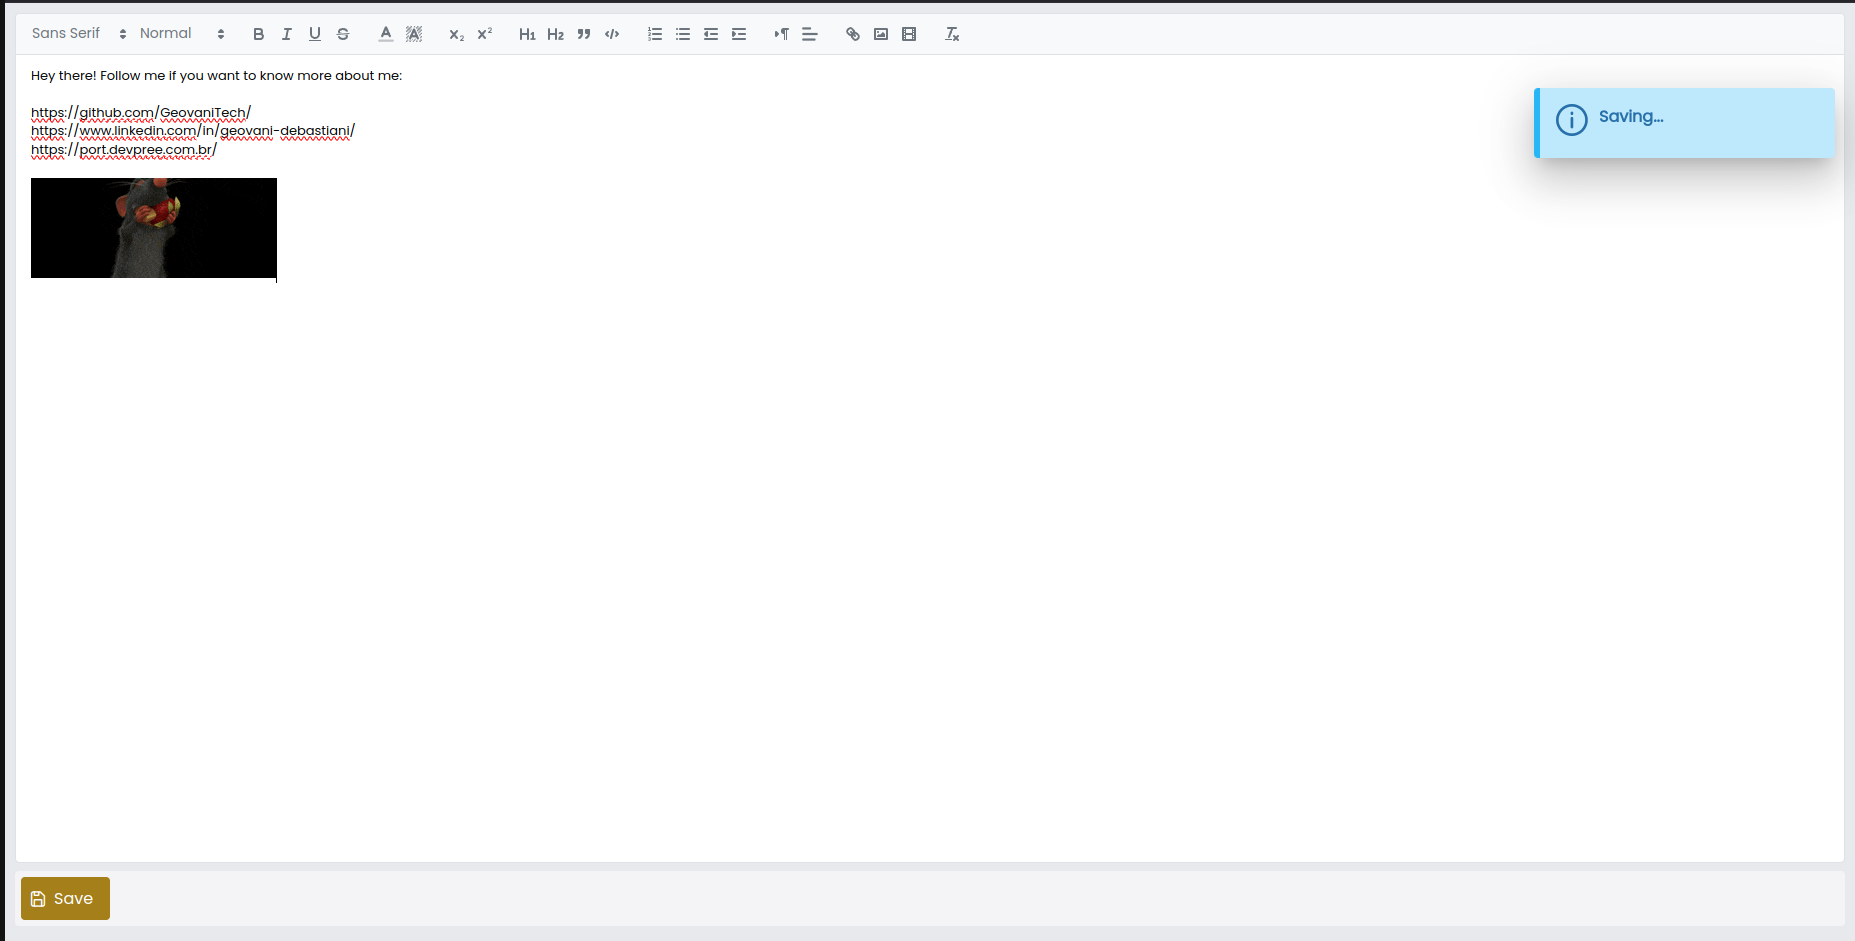 Sans Serif Normal B I U S A A x₂ x² H1 H2
Hey there! Follow me if you want to know more about me:
https://github.com/GeovaniTech/
https://www.linkedin.com/in/geovani-debastiani/
https://port.devpree.com.br/
Saving...
Save